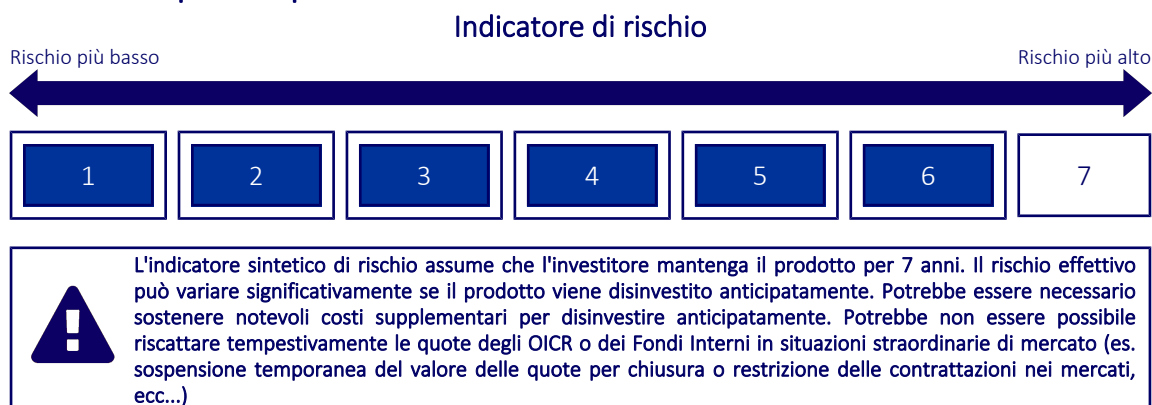 Indicatore di rischio
Rischio più basso
Rischio più alto
1
2
3
4
5
6
7
L'indicatore sintetico di rischio assume che l'investitore mantenga il prodotto per 7 anni. Il rischio effettivo
può variare significativamente se il prodotto viene disinvestito anticipatamente. Potrebbe essere necessario
sostenere notevoli costi supplementari per disinvestire anticipatamente. Potrebbe non essere possibile
riscattare tempestivamente le quote degli OICR o dei Fondi Interni in situazioni straordinarie di mercato (es.
sospensione temporanea del valore delle quote per chiusura o restrizione delle contrattazioni nei mercati,
ecc...)